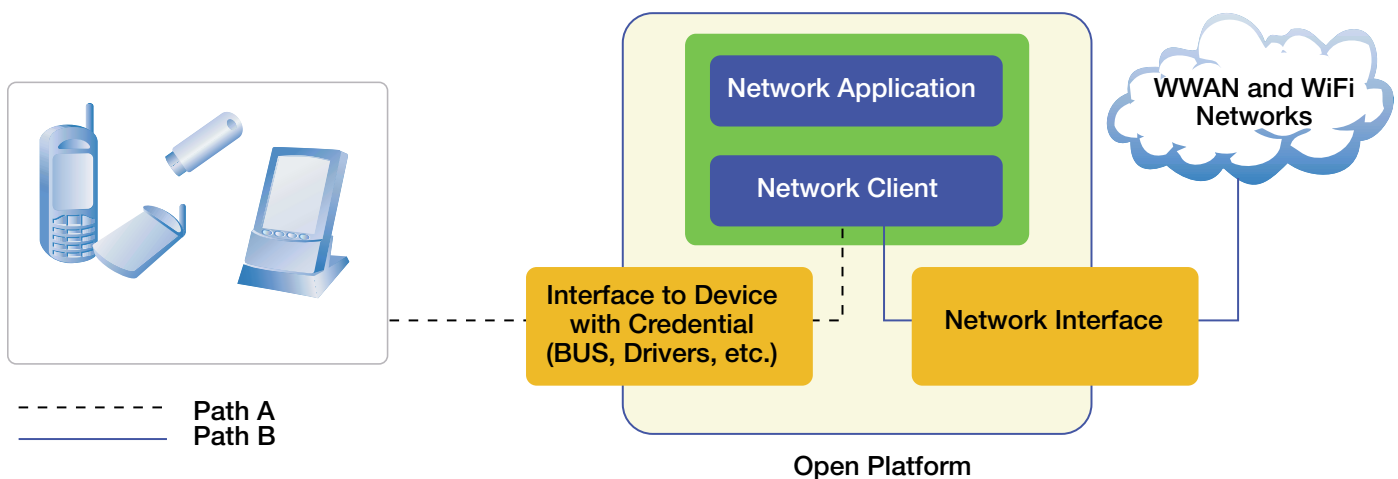 Network Application
Network Client
WWAN and WiFi
Networks
Interface to Device
with Credential
(BUS, Drivers, etc.)
Network Interface
Path A
Path B
Open Platform